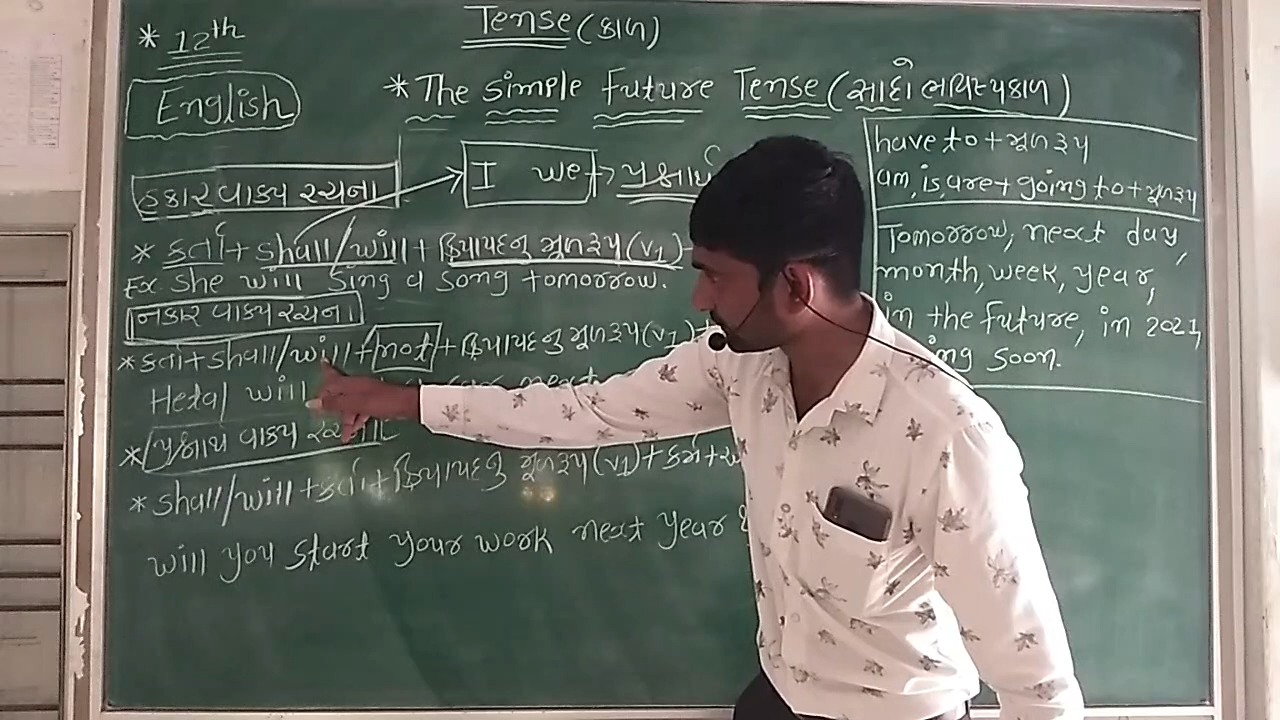 Tense (કાળ)
* 12th
English
* The simple Future Tense (સાદો ભવિષ્યકાળ)
I we →
હકાર વાક્ય રચના
* કર્તા + shall/will + ક્રિયાપદનુ મૂળરૂપ (v1)
Ex. She will Sing a Song tomorrow.
નકાર વાક્ય રચના
* કર્તા + shall/will + not + ક્રિયાપદનુ મૂળરૂપ (v1) +
Hetal will next
* પ્રશ્નાર્થ વાક્ય રચના
* shall/will + કર્તા + ક્રિયાપદનુ મૂળરૂપ (v1) + કર્મ +
will you start your work next year
have to + મૂળરૂપ
am, is, are + going to + મૂળરૂપ
Tomorrow, next day,
month, week, year,
in the future, in 2021,
soon.